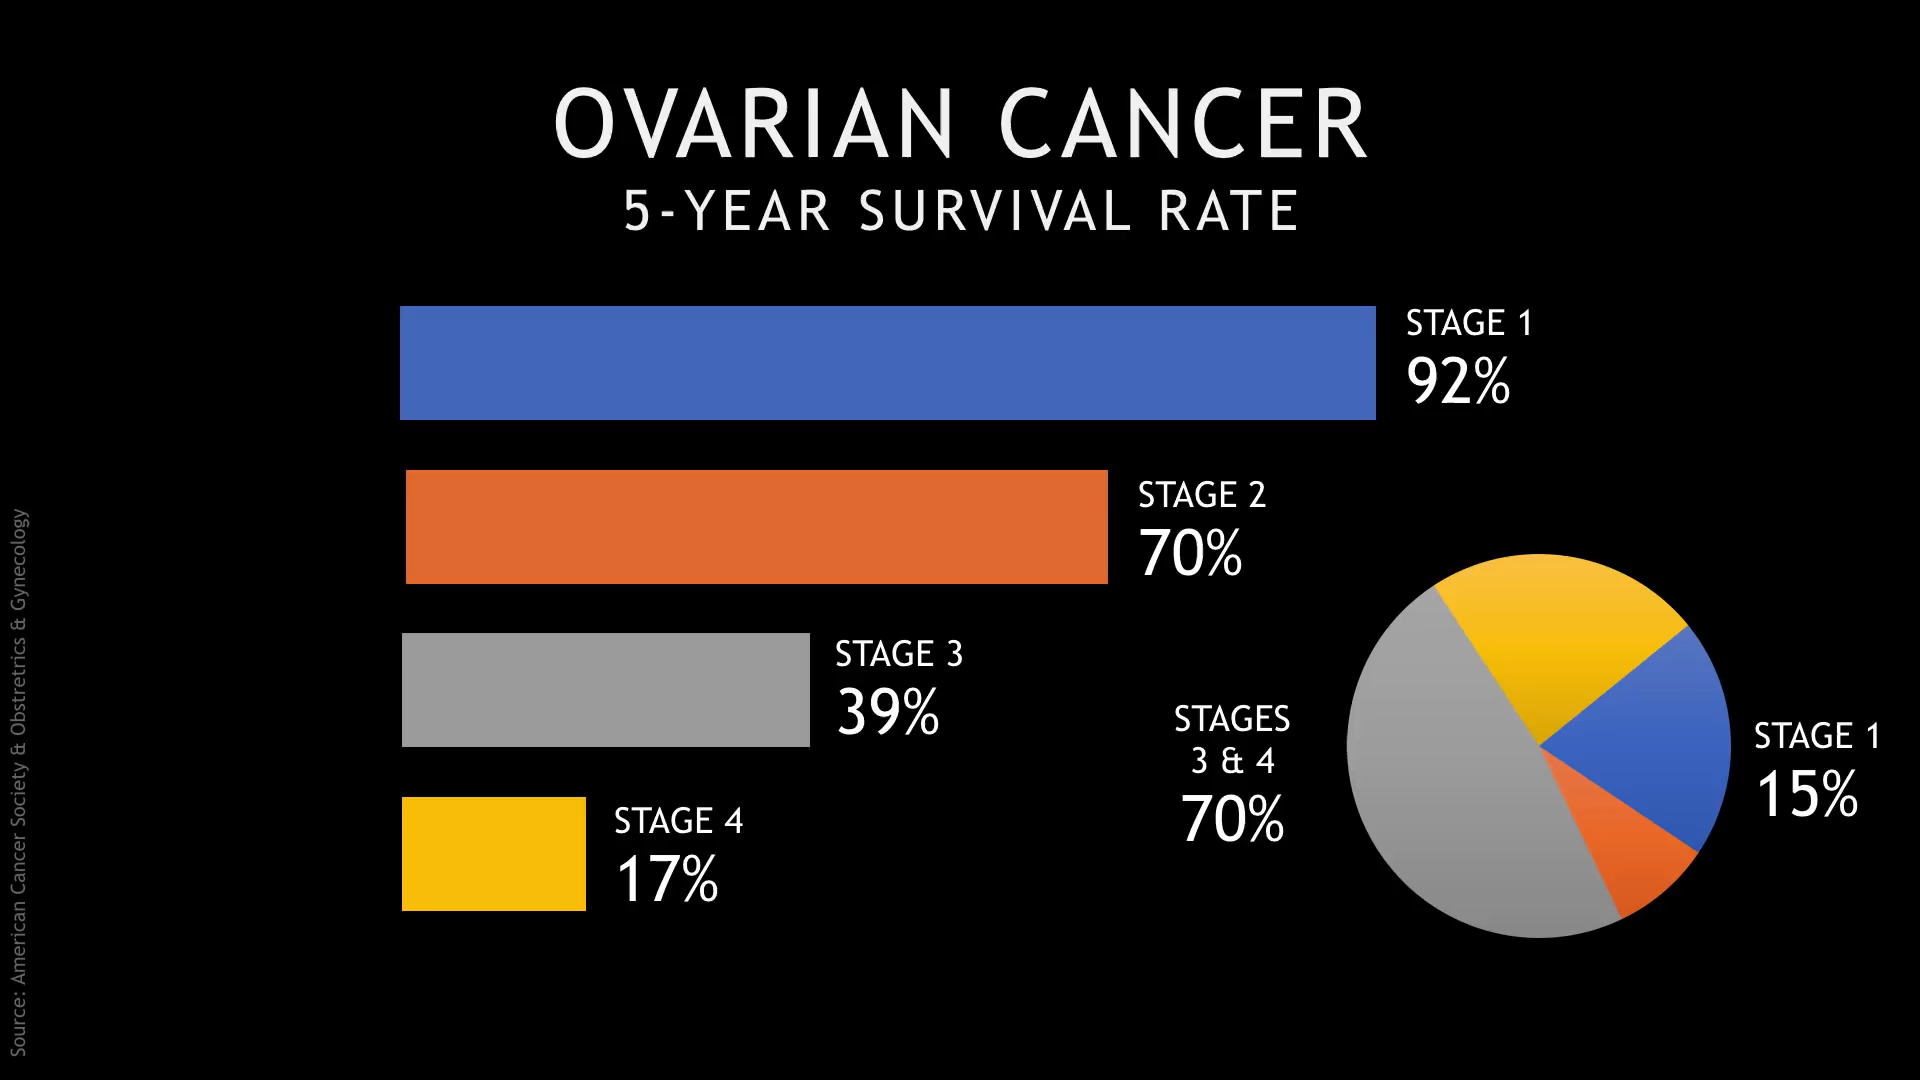 OVARIAN CANCER
5-YEAR SURVIVAL RATE
STAGE 1
92%
STAGE 2
70%
STAGE 3
39%
STAGE 4
17%
STAGES
3 & 4
70%
STAGE 1
15%
Source: American Cancer Society & Obstretrics & Gynecology